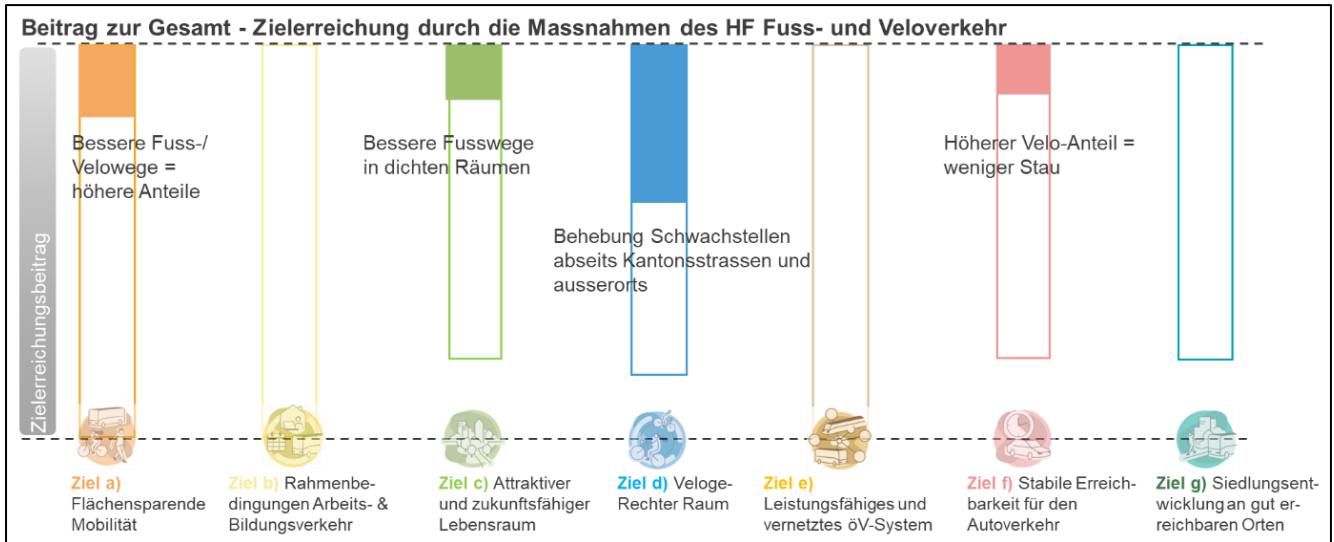 Beitrag zur Gesamt - Zielerreichung durch die Massnahmen des HF Fuss- und Veloverkehr
Zielerreichungsbeitrag
Bessere Fuss-/
Velowege =
höhere Anteile
Bessere Fusswege
in dichten Räumen
Behebung Schwachstellen
abseits Kantonsstrassen und
ausserorts
Höherer Velo-Anteil =
weniger Stau
Ziel a)
Flächensparende
Mobilität
Ziel b) Rahmenbe-
dingungen Arbeits- &
Bildungsverkehr
Ziel c) Attraktiver
und zukunftsfähiger
Lebensraum
Ziel d) Veloge-
Rechter Raum
Ziel e)
Leistungsfähiges und
vernetztes öV-System
Ziel f) Stabile Erreich-
barkeit für den
Autoverkehr
Ziel g) Siedlungsent-
wicklung an gut er-
reichbaren Orten